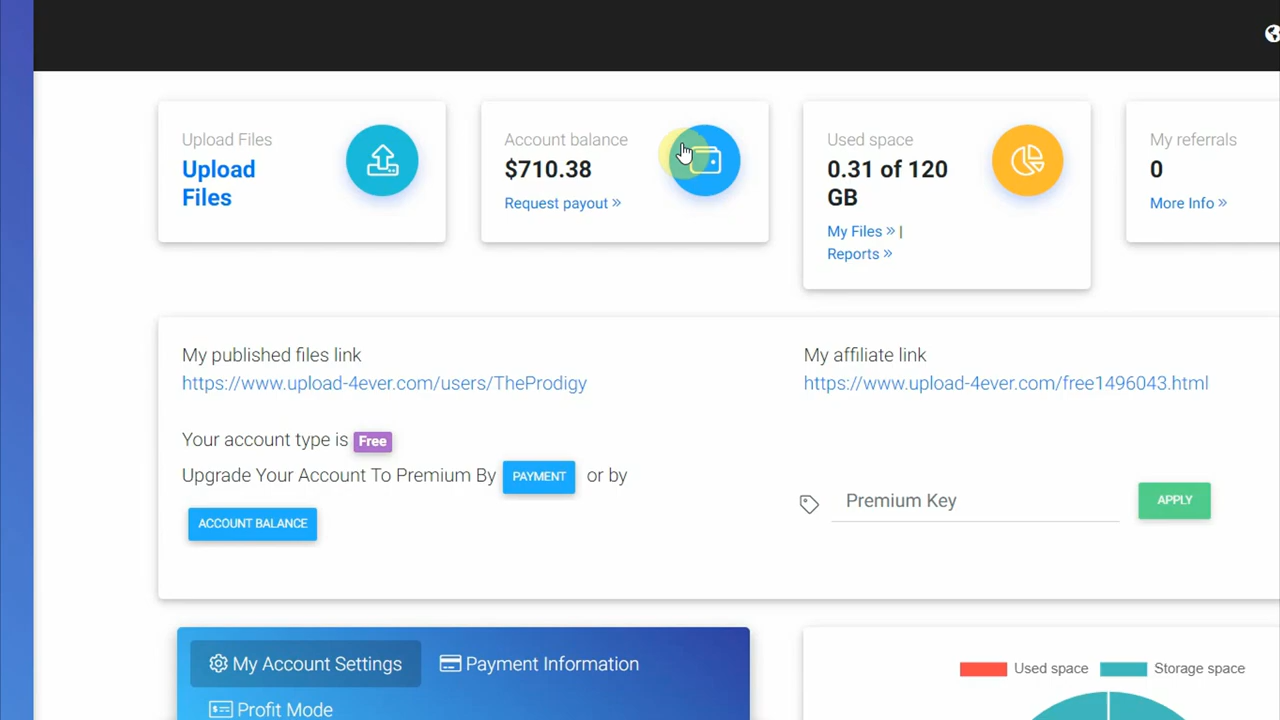 Upload Files
Upload
Files
Account balance
$710.38
Request payout »
Used space
0.31 of 120
GB
My Files » |
Reports »
My referrals
0
More Info »
My published files link
https://www.upload-4ever.com/users/TheProdigy
My affiliate link
https://www.upload-4ever.com/free1496043.html
Your account type is Free
Upgrade Your Account To Premium By PAYMENT or by
ACCOUNT BALANCE
Premium Key
APPLY
My Account Settings
Payment Information
Profit Mode
Used space
Storage space